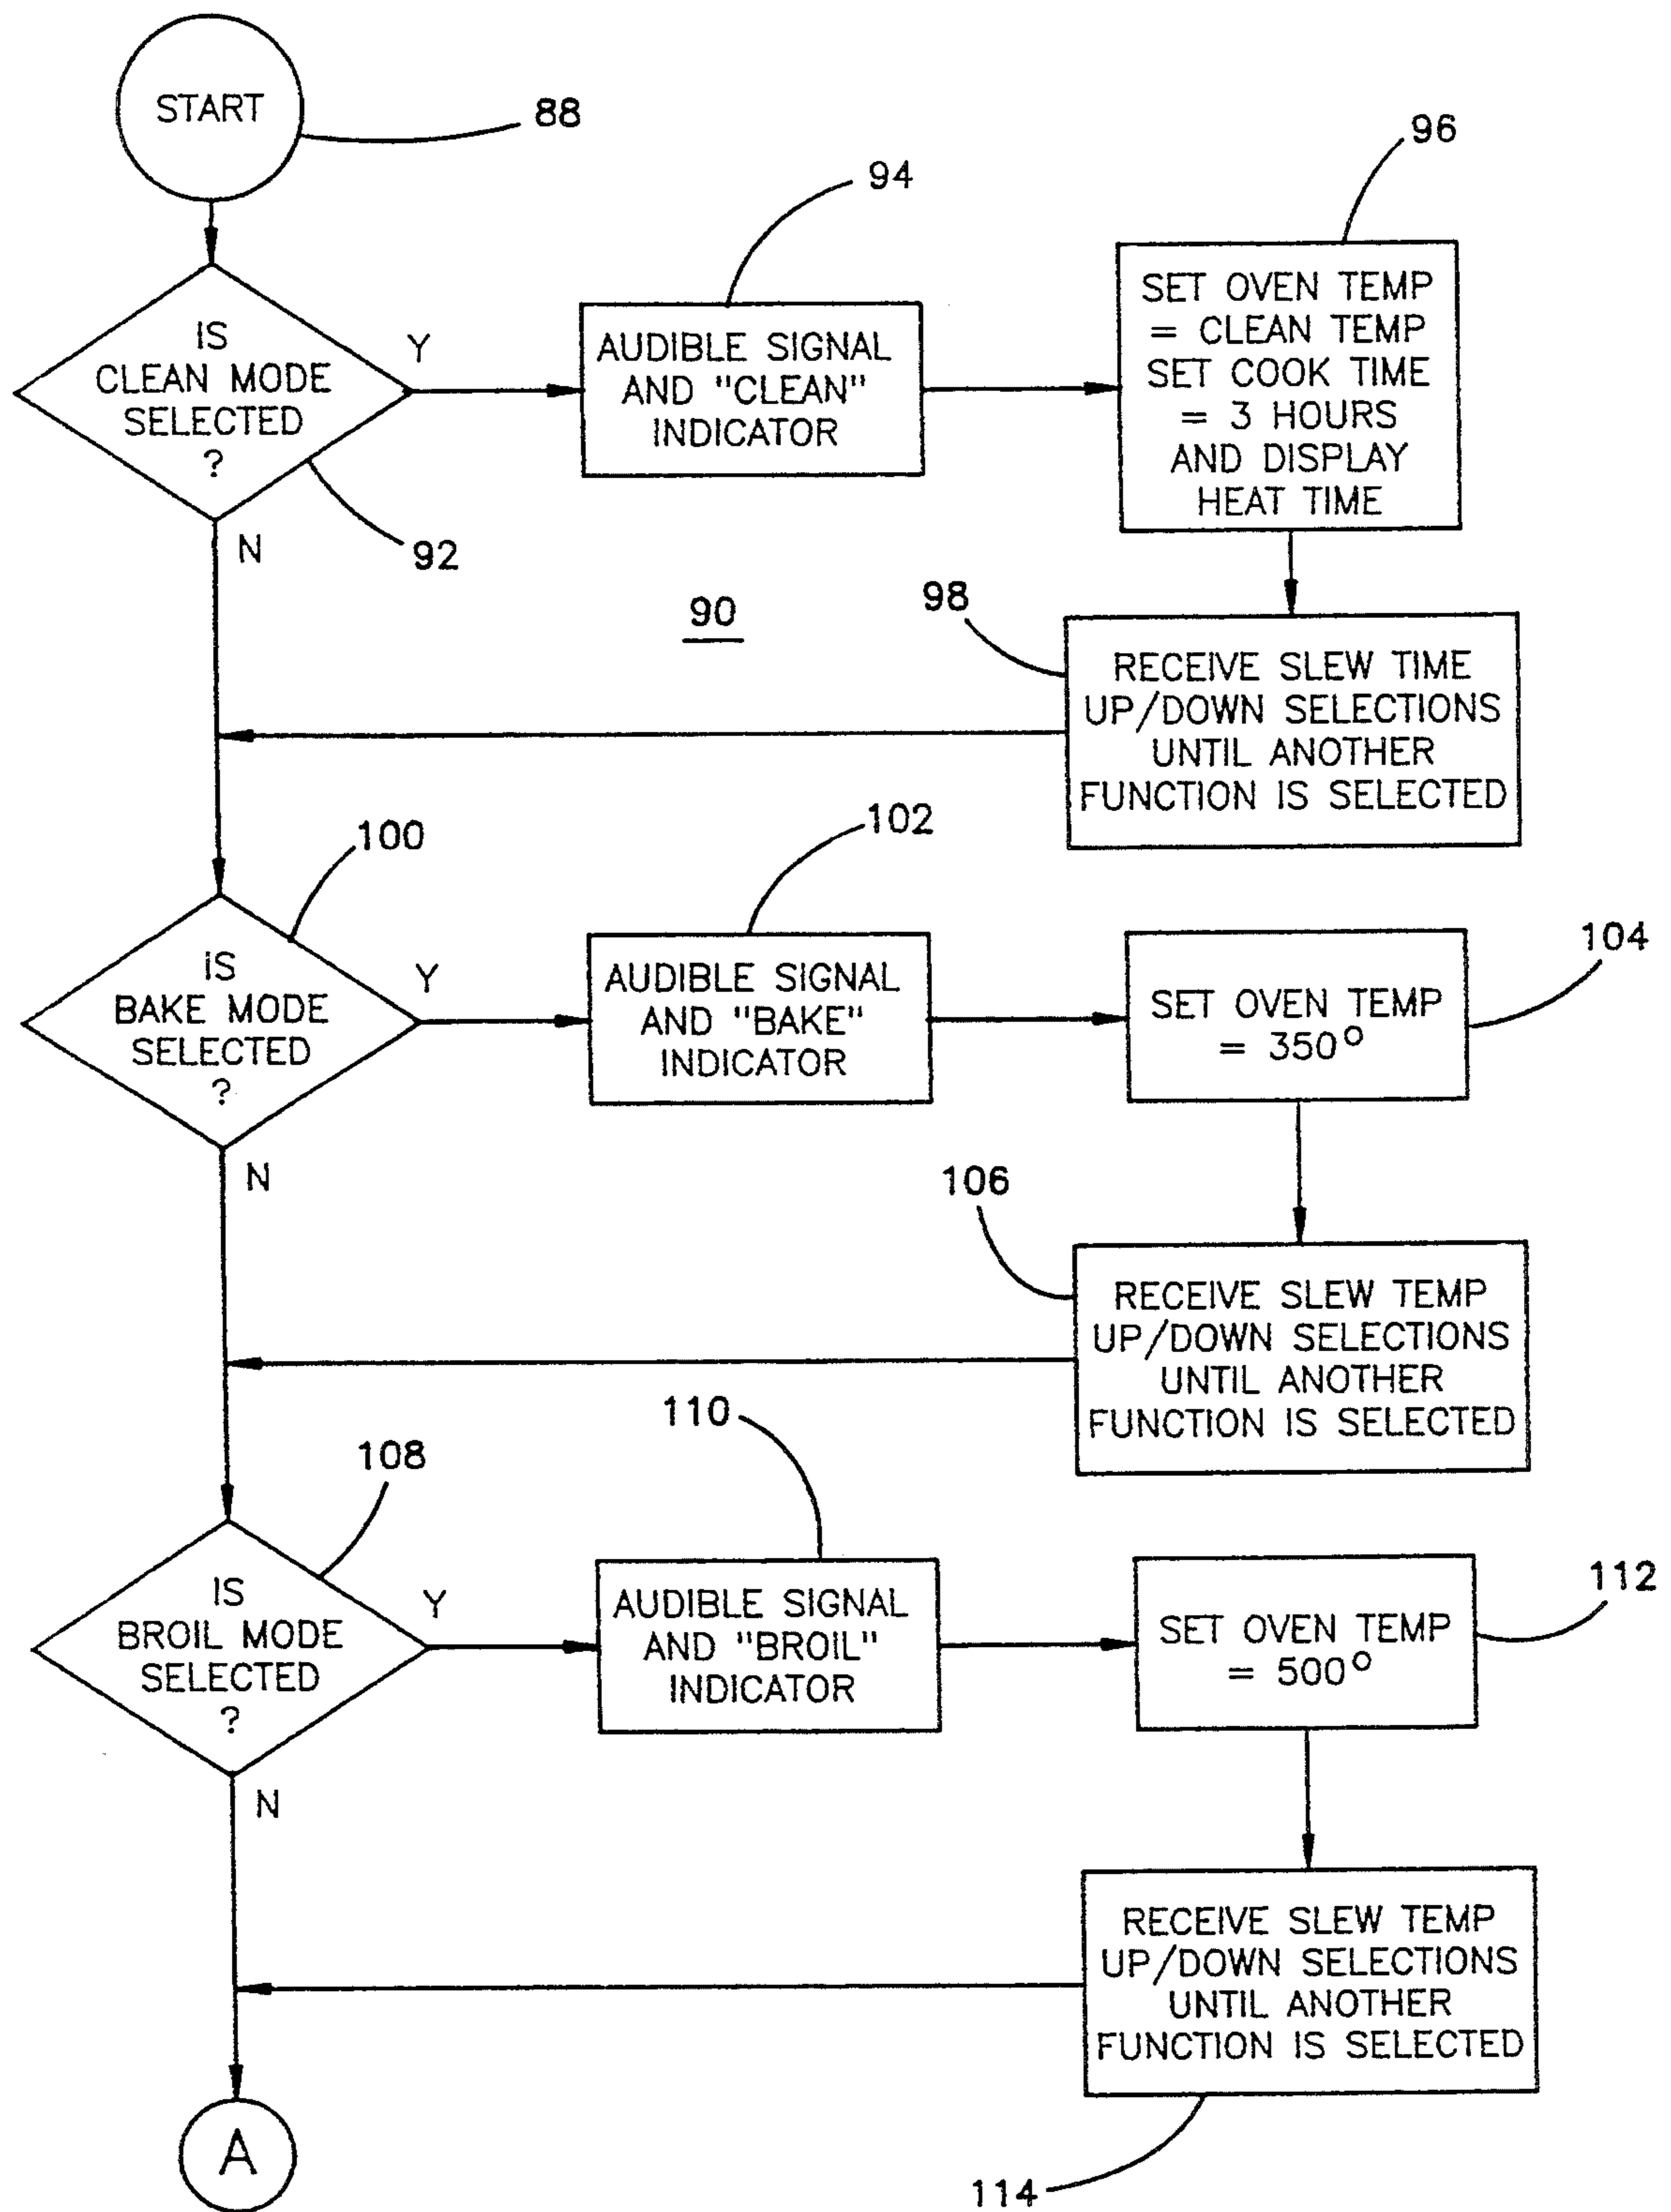 START
88
94
96
IS
CLEAN MODE
SELECTED
?
Y
AUDIBLE SIGNAL
AND "CLEAN"
INDICATOR
SET OVEN TEMP
= CLEAN TEMP
SET COOK TIME
= 3 HOURS
AND DISPLAY
HEAT TIME
N
92
90
98
RECEIVE SLEW TIME
UP/DOWN SELECTIONS
UNTIL ANOTHER
FUNCTION IS SELECTED
100
102
104
IS
BAKE MODE
SELECTED
?
Y
AUDIBLE SIGNAL
AND "BAKE"
INDICATOR
SET OVEN TEMP
= 350°
N
106
RECEIVE SLEW TEMP
UP/DOWN SELECTIONS
UNTIL ANOTHER
FUNCTION IS SELECTED
108
110
112
IS
BROIL MODE
SELECTED
?
Y
AUDIBLE SIGNAL
AND "BROIL"
INDICATOR
SET OVEN TEMP
= 500°
N
RECEIVE SLEW TEMP
UP/DOWN SELECTIONS
UNTIL ANOTHER
FUNCTION IS SELECTED
A
114